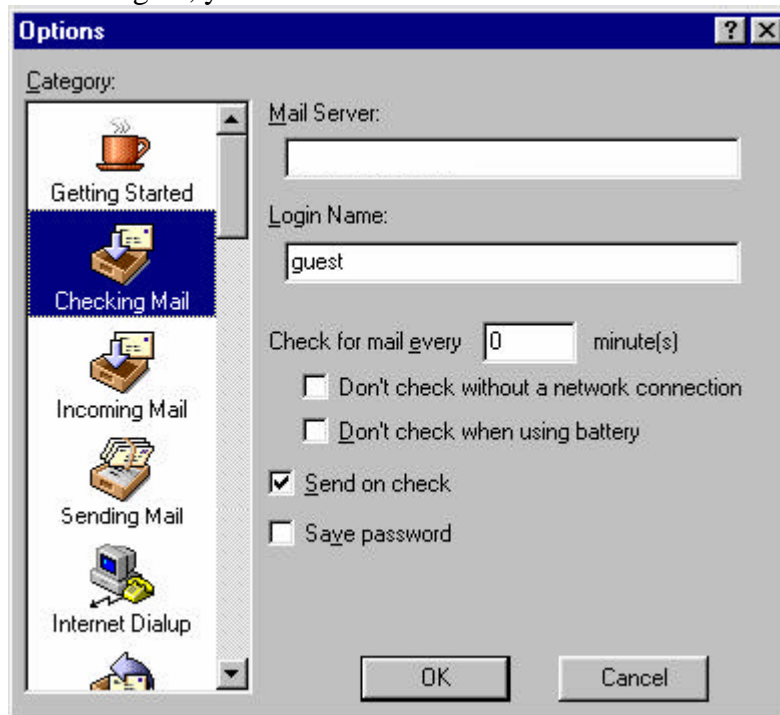 Options
Category:
Getting Started
Checking Mail
Incoming Mail
Sending Mail
Internet Dialup
Mail Server:
Login Name:
guest
Check for mail every 0 minute(s)
Don't check without a network connection
Don't check when using battery
Send on check
Save password
OK
Cancel